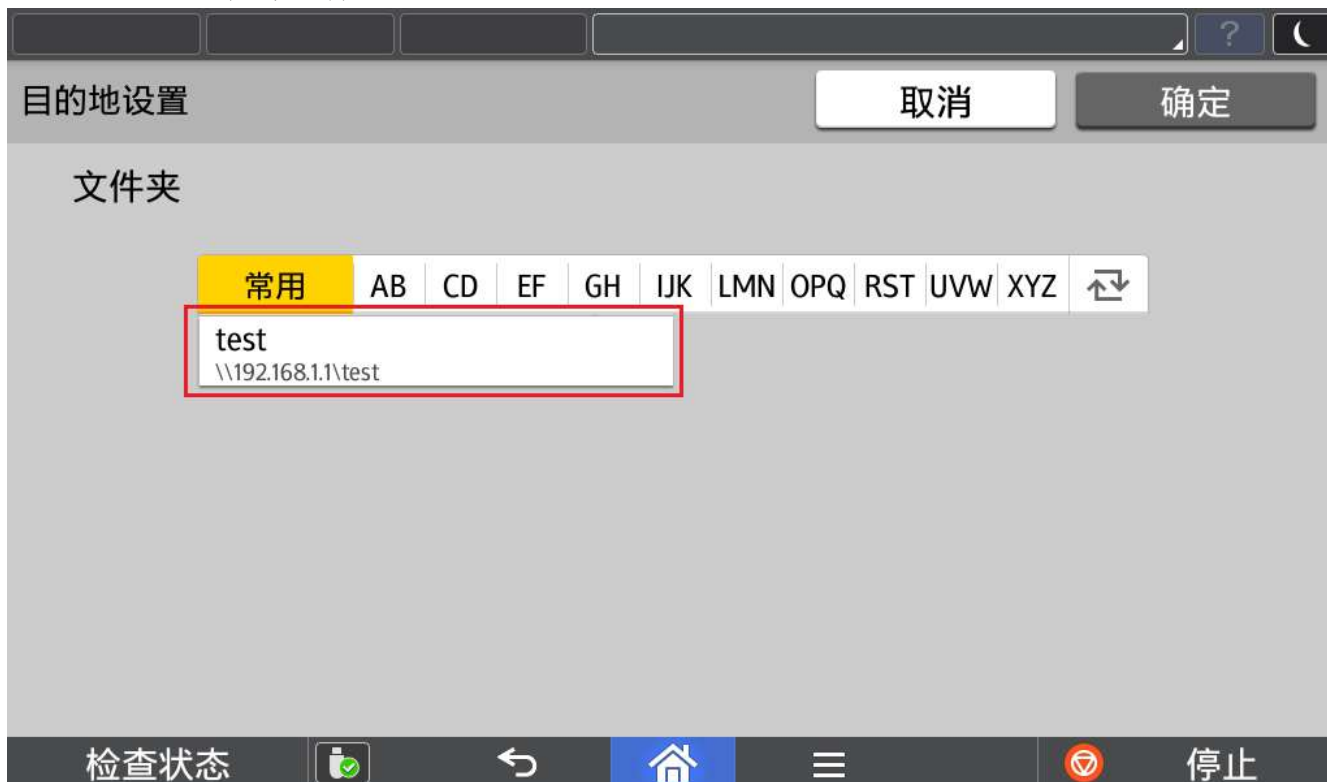 ?
目的地设置
取消
确定
文件夹
常用 AB CD EF GH IJK LMN OPQ RST UVW XYZ
test
\\192.168.1.1\test
检查状态
停止